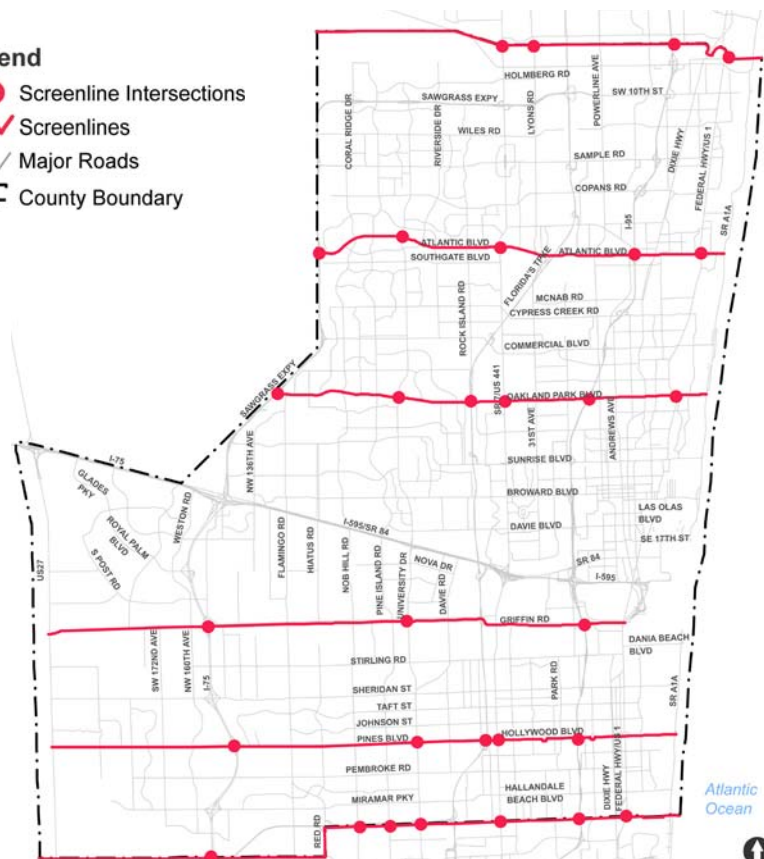 end
Screenline Intersections
Screenlines
Major Roads
County Boundary
HOLMBERG RD
SAWGRASS EXPY
SW 10TH ST
CORAL RIDGE DR
RIVERSIDE DR
LYONS RD
POWERLINE AVE
WILES RD
SAMPLE RD
DIXIE HWY
FEDERAL HWY/US 1
COPANS RD
I-95
SR A1A
ATLANTIC BLVD
ATLANTIC BLVD
SOUTHGATE BLVD
FLORIDA'S TPKE
MCNAB RD
CYPRESS CREEK RD
ROCK ISLAND RD
COMMERCIAL BLVD
SAWGRASS EXPY
SR 7/US 441
OAKLAND PARK BLVD
31ST AVE
ANDREWS AVE
NW 136TH AVE
SUNRISE BLVD
I-75
GLADES
PKY
WESTON RD
BROWARD BLVD
LAS OLAS
BLVD
ROYAL PALM
BLVD
I-595/SR 84
DAVIE BLVD
SE 17TH ST
FLAMINGO RD
HIATUS RD
NOB HILL RD
PINE ISLAND RD
UNIVERSITY DR
NOVA DR
DAVIE RD
SR 84
I-595
US27
S POST RD
GRIFFIN RD
DANIA BEACH
BLVD
SW 172ND AVE
NW 160TH AVE
I-75
STIRLING RD
PARK RD
SR A1A
SHERIDAN ST
TAFT ST
JOHNSON ST
PINES BLVD
HOLLYWOOD BLVD
PEMBROKE RD
DIXIE HWY
FEDERAL HWY/US 1
HALLANDALE
BEACH BLVD
MIRAMAR PKY
RED RD
Atlantic
Ocean